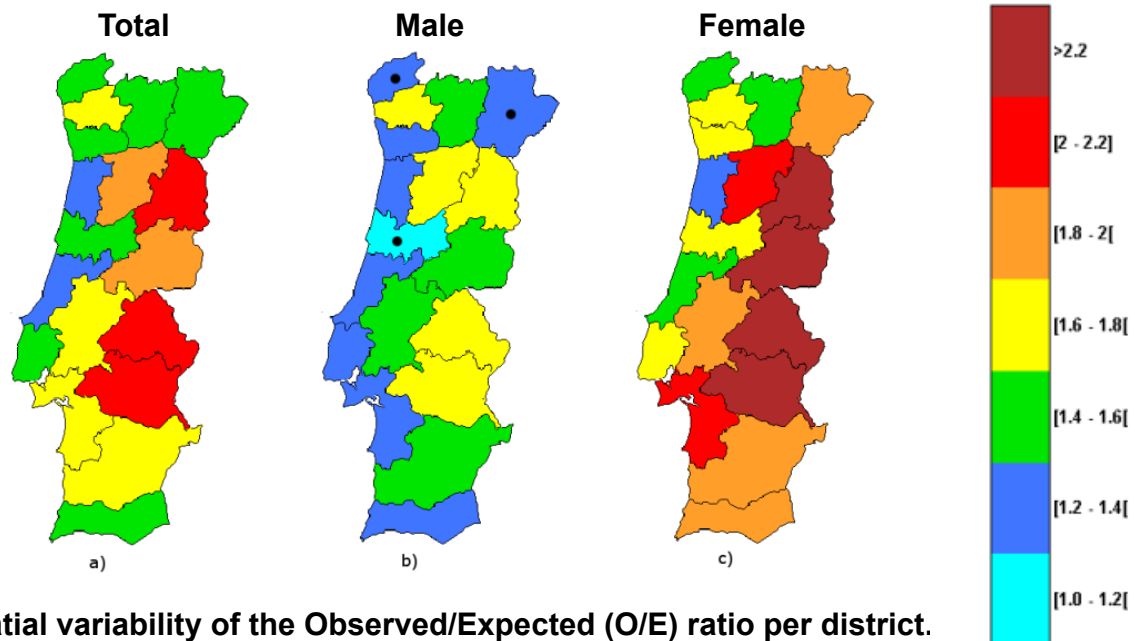 Total Male Female
>2.2
[2 - 2.2]
[1.8 - 2[
[1.6 - 1.8[
[1.4 - 1.6[
[1.2 - 1.4[
[1.0 - 1.2[
a) b) c)
variability of the Observed/Expected (O/E) ratio per district.